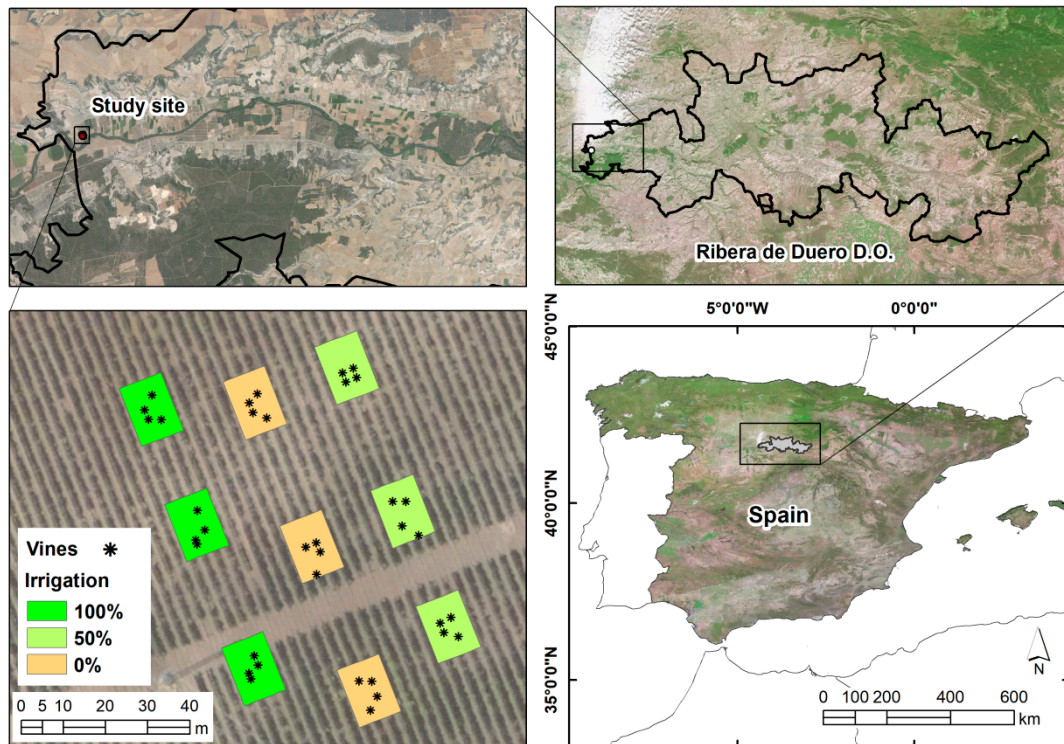 Study site
Ribera de Duero D.O.
Vines
Irrigation
100%
50%
0%
0 5 10 20 30 40
m
5°0'0"W 0°0'0"
45°0'0"N
40°0'0"N
35°0'0"N
Spain
N
0 100 200 400 600
km